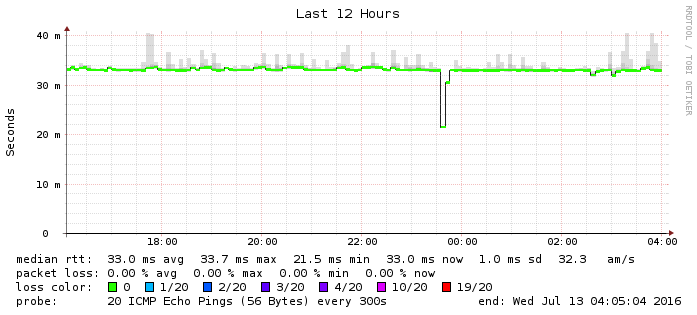 Last 12 Hours
RRDTOOL / TOBI OETIKER
Seconds
40 m
30 m
20 m
10 m
0
18:00 20:00 22:00 00:00 02:00 04:00
median rtt: 33.0 ms avg 33.7 ms max 21.5 ms min 33.0 ms now 1.0 ms sd 32.3 am/s
packet loss: 0.00 % avg 0.00 % max 0.00 % min 0.00 % now
loss color: 0 1/20 2/20 3/20 4/20 10/20 19/20
probe: 20 ICMP Echo Pings (56 Bytes) every 300s end: Wed Jul 13 04:05:04 2016